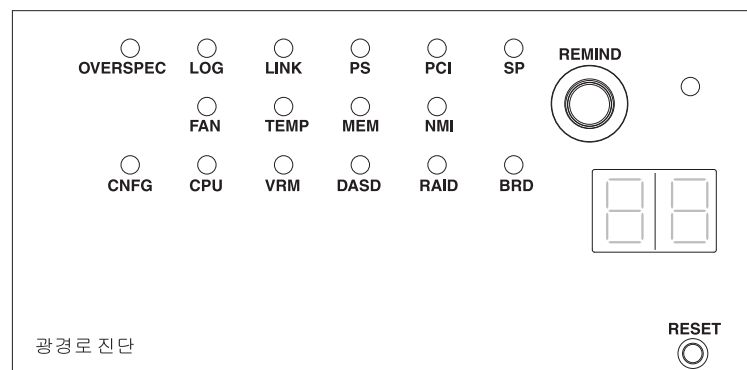 OVERSPEC LOG LINK PS PCI SP REMIND
FAN TEMP MEM NMI
CNFG CPU VRM DASD RAID BRD
88
RESET
광경로 진단